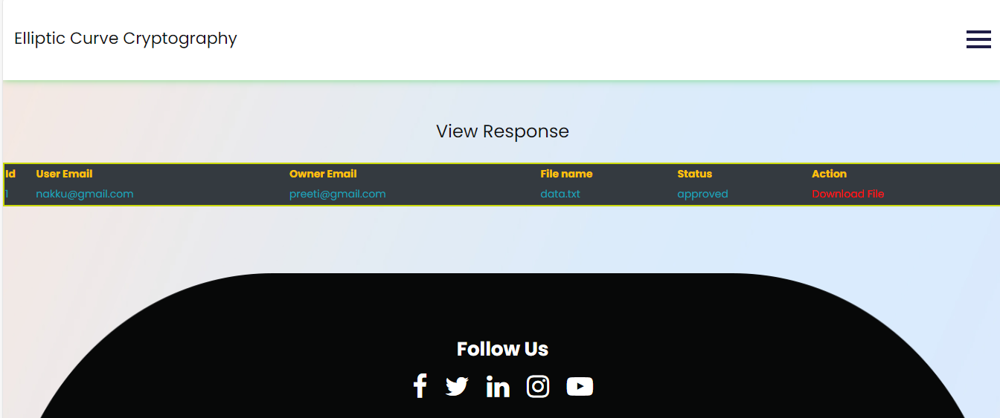 Elliptic Curve Cryptography
View Response
Id User Email Owner Email File name Status Action
1 nakku@gmail.com preeti@gmail.com data.txt approved Download File
Follow Us